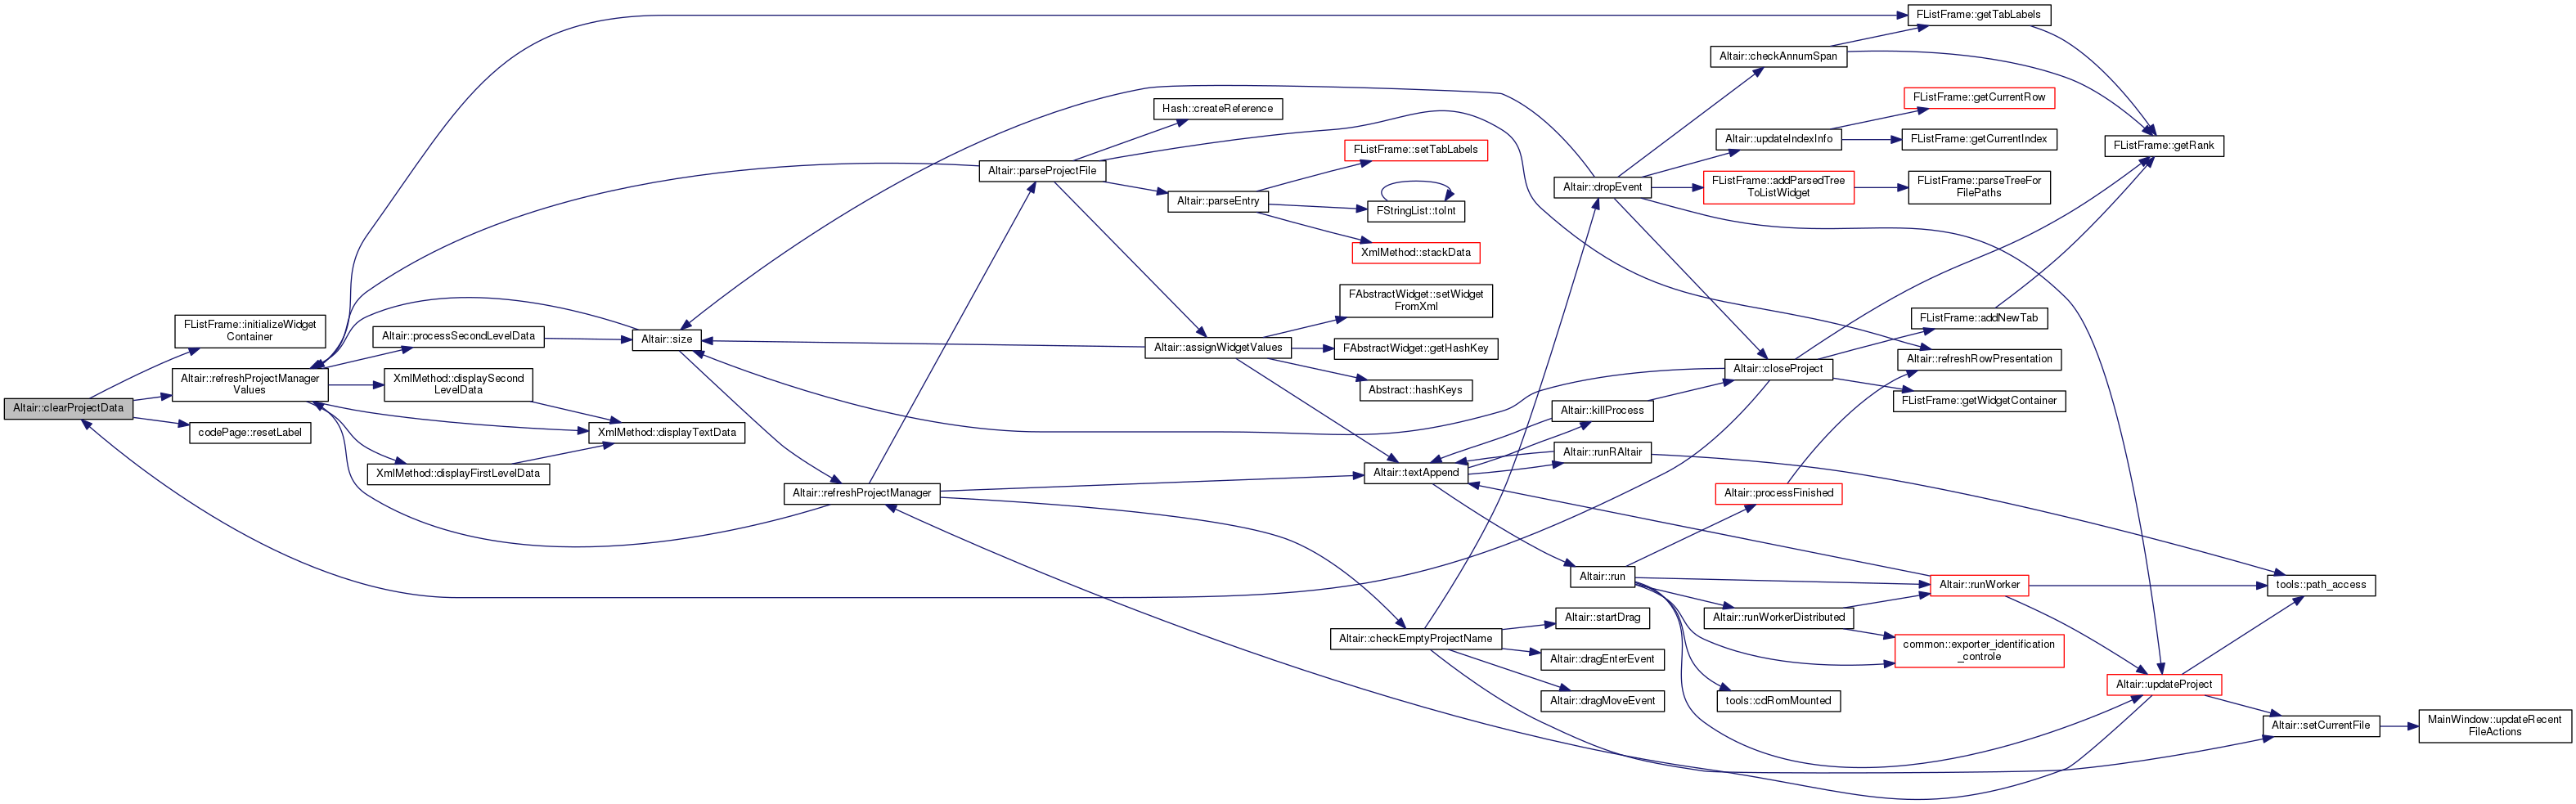 FListFrame::getTabLabels
Altair::checkAnnumSpan
FListFrame::getCurrentRow
Hash::createReference
Altair::updateIndexInfo
FListFrame::getCurrentIndex
FListFrame::getRank
FListFrame::setTabLabels
Altair::parseProjectFile
Altair::dropEvent
FListFrame::addParsedTree
ToListWidget
FListFrame::parseTreeFor
FilePaths
Altair::parseEntry
FStringList::toInt
XmlMethod::stackData
FAbstractWidget::setWidget
FromXml
FListFrame::addNewTab
FListFrame::initializeWidget
Container
Altair::processSecondLevelData
Altair::size
Altair::assignWidgetValues
FAbstractWidget::getHashKey
Altair::refreshRowPresentation
Altair::closeProject
Altair::refreshProjectManager
Values
XmlMethod::displaySecond
LevelData
Abstract::hashKeys
FListFrame::getWidgetContainer
Altair::clearProjectData
Altair::killProcess
codePage::resetLabel
XmlMethod::displayTextData
Altair::runRAltair
XmlMethod::displayFirstLevelData
Altair::textAppend
Altair::refreshProjectManager
Altair::processFinished
Altair::run
Altair::runWorker
tools::path_access
Altair::startDrag
Altair::runWorkerDistributed
Altair::checkEmptyProjectName
common::exporter_identification
_controle
Altair::dragEnterEvent
Altair::updateProject
Altair::dragMoveEvent
tools::cdRomMounted
Altair::setCurrentFile
MainWindow::updateRecent
FileActions